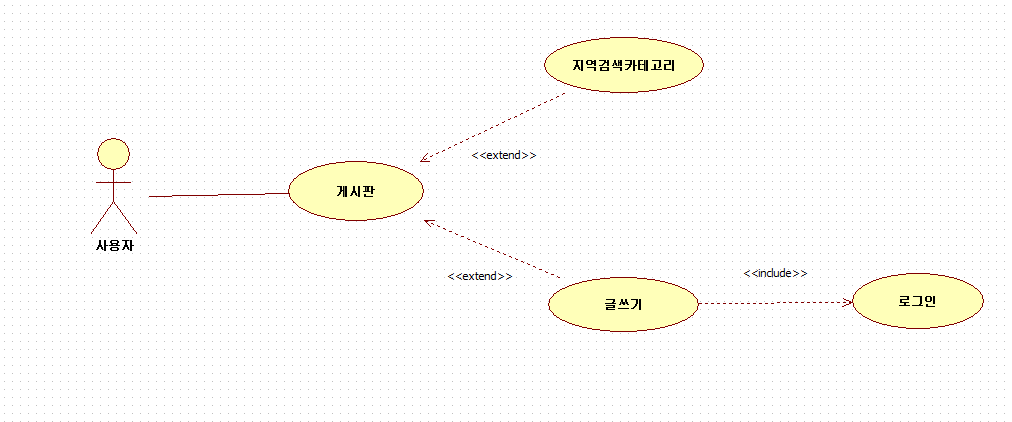 지역검색카테고리
<<extend>>
게시판
사용자
<<extend>>
<<include>>
글쓰기
로그인